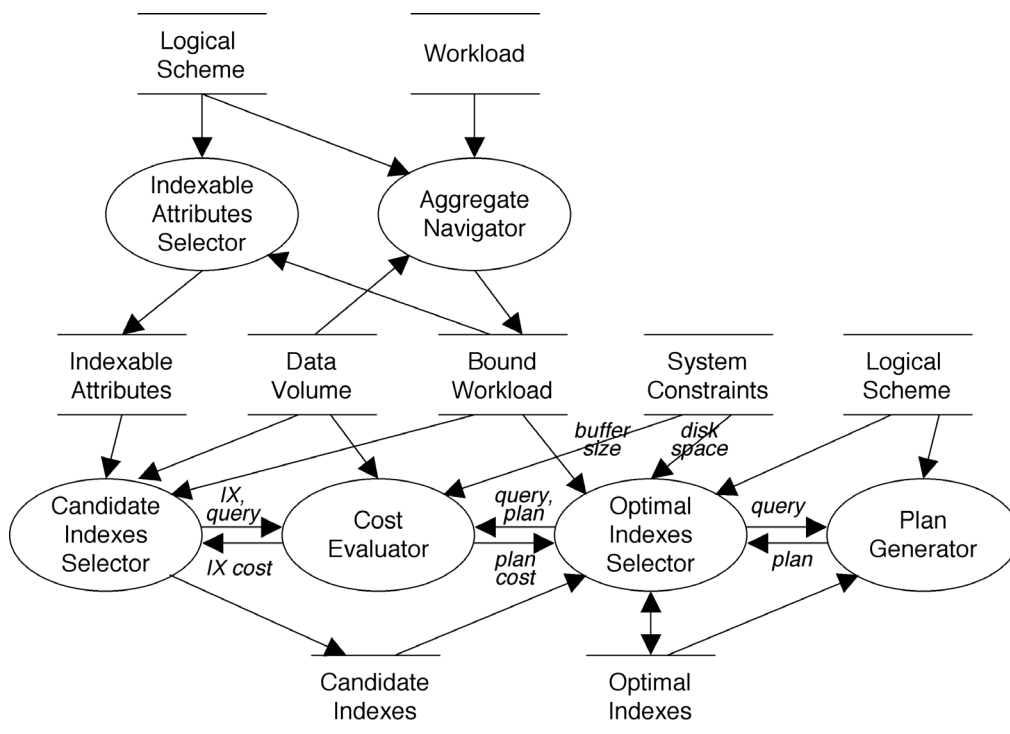 Logical
Scheme
Workload
Indexable
Attributes
Selector
Aggregate
Navigator
Indexable
Attributes
Data
Volume
Bound
Workload
System
Constraints
Logical
Scheme
buffer
size
disk
space
Candidate
Indexes
Selector
IX,
query
IX cost
Cost
Evaluator
query,
plan
plan
cost
Optimal
Indexes
Selector
query
plan
Plan
Generator
Candidate
Indexes
Optimal
Indexes